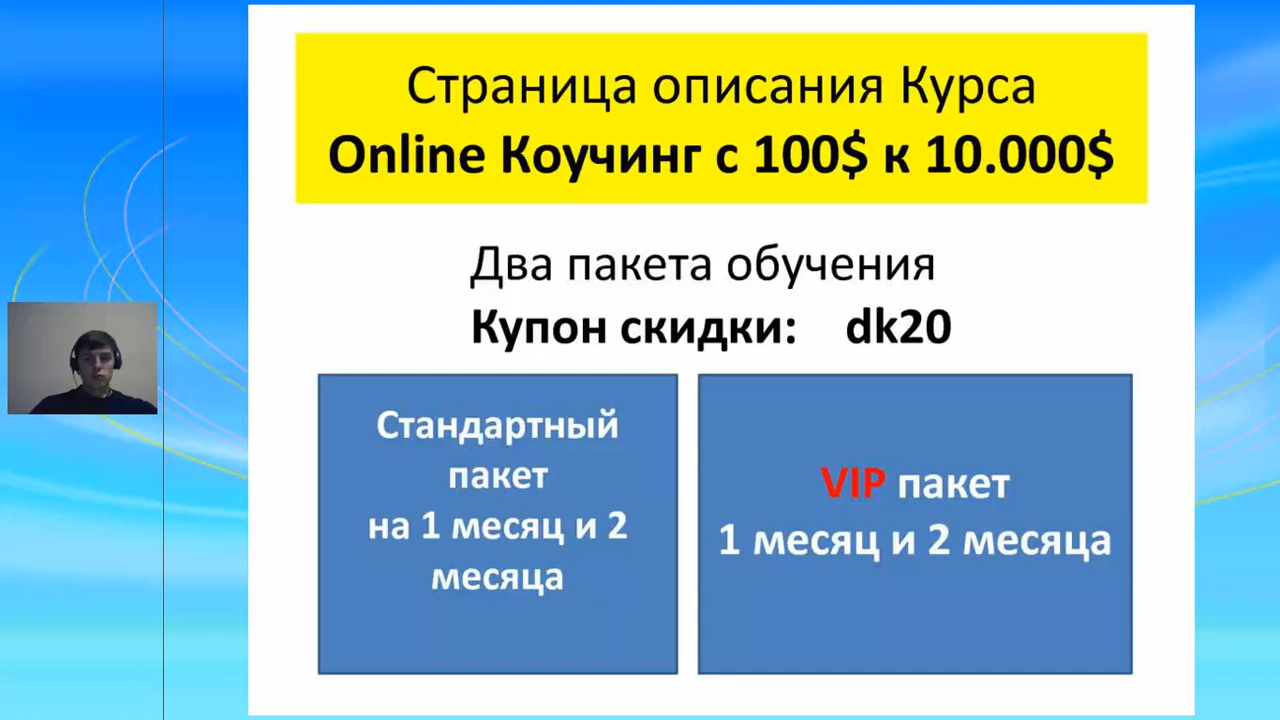 Страница описания Курса
Online Коучинг с 100$ к 10.000$
Два пакета обучения
Купон скидки: dk20
Стандартный
пакет
на 1 месяц и 2
месяца
VIP пакет
1 месяц и 2 месяца